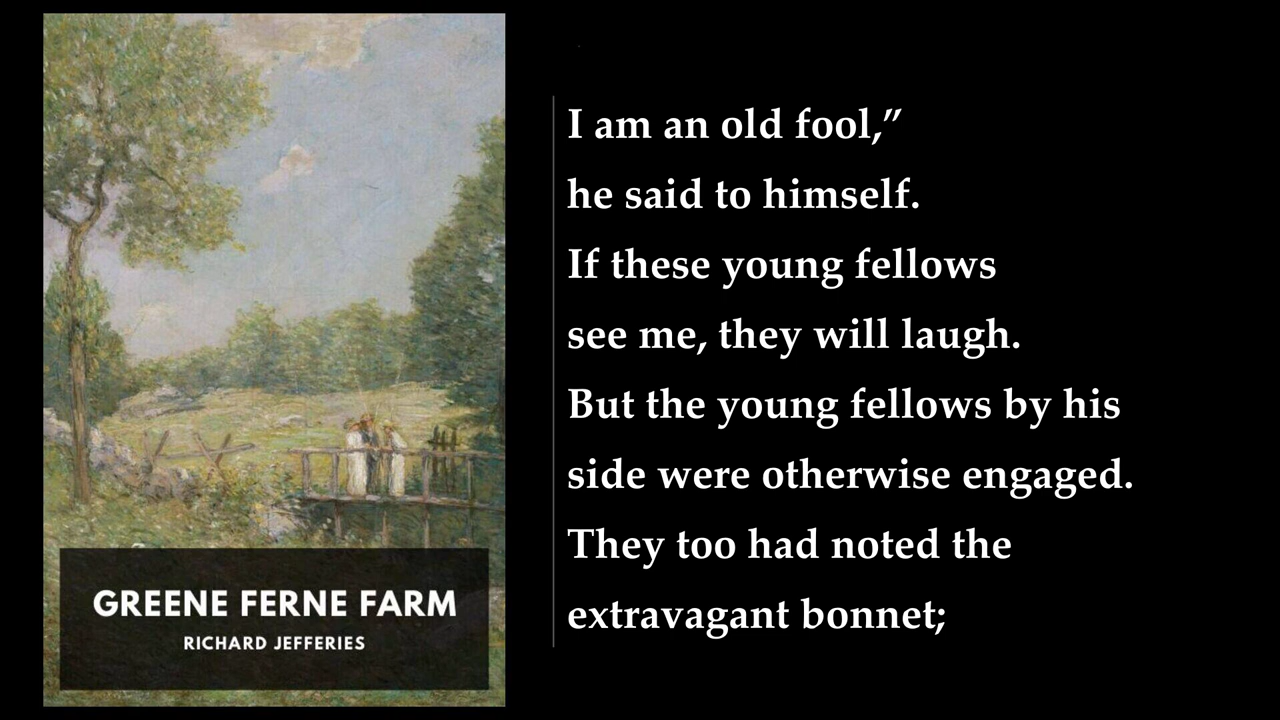 GREENE FERNE FARM
RICHARD JEFFERIES
I am an old fool,”
he said to himself.
If these young fellows
see me, they will laugh.
But the young fellows by his
side were otherwise engaged.
They too had noted the
extravagant bonnet;